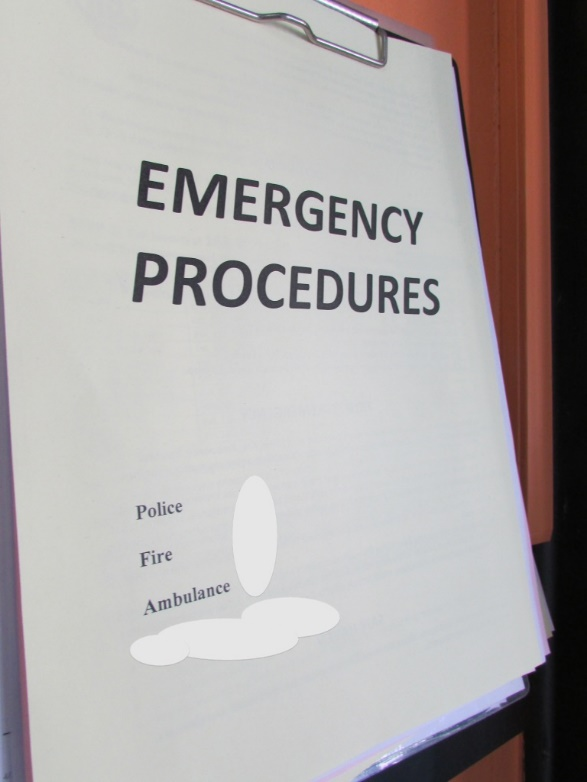 EMERGENCY
PROCEDURES
Police
Fire
Ambulance